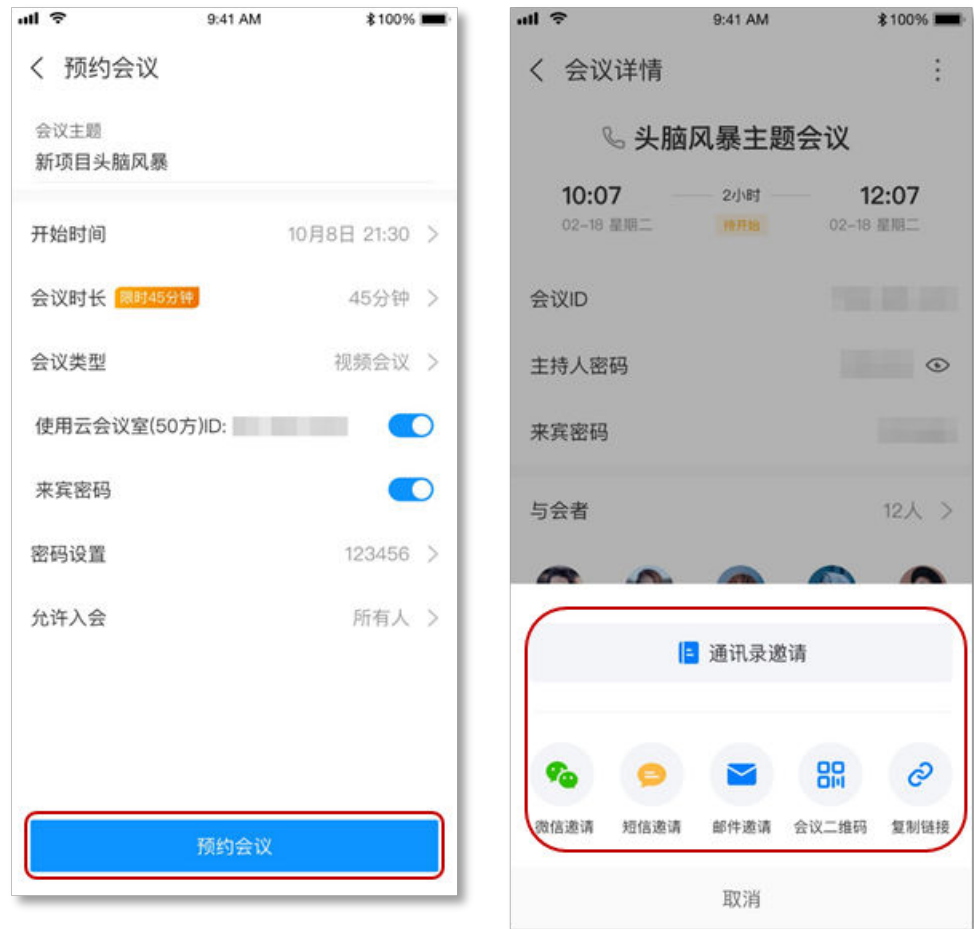 9:41 AM
100%
预约会议
会议主题
新项目头脑风暴
开始时间
10月8日 21:30
会议时长
限时45分钟
45分钟
会议类型
视频会议
使用云会议室(50方)ID:
来宾密码
密码设置
123456
允许入会
所有人
预约会议
9:41 AM
100%
会议详情
头脑风暴主题会议
10:07
2小时
12:07
02-18 星期二
待开始
02-18 星期二
会议ID
主持人密码
来宾密码
与会者
12人
通讯录邀请
微信邀请
短信邀请
邮件邀请
会议二维码
复制链接
取消